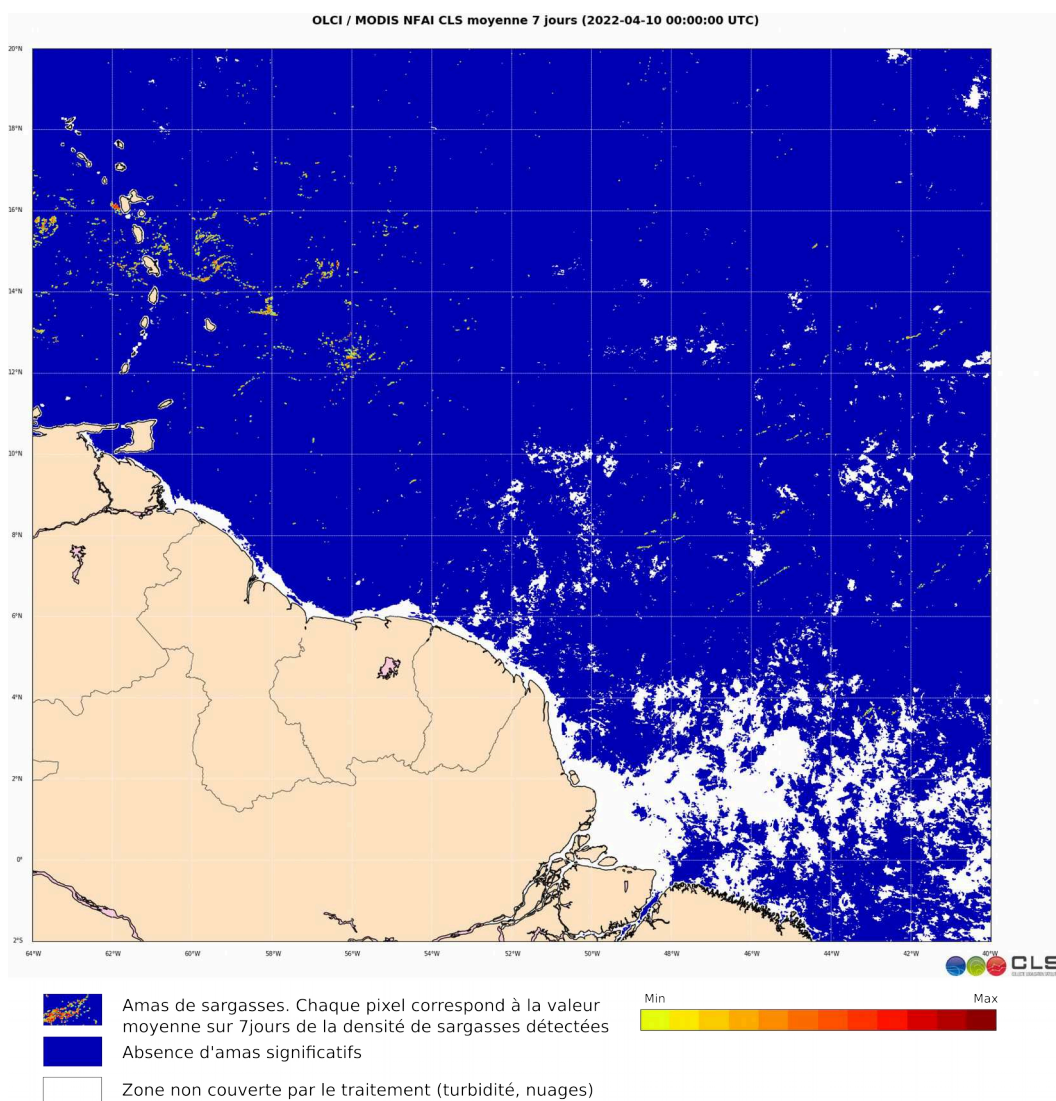 OLCI / MODIS NFAI CLS moyenne 7 jours (2022-04-10 00:00:00 UTC)
20°N
18°N
16°N
14°N
12°N
10°N
8°N
6°N
4°N
2°N
0°
2°S
64°W 62°W 60°W 58°W 56°W 54°W 52°W 50°W 48°W 46°W 44°W 42°W 40°W
CLS
Amas de sargasses. Chaque pixel correspond à la valeur
moyenne sur 7jours de la densité de sargasses détectées
Min Max
Absence d'amas significatifs
Zone non couverte par le traitement (turbidité, nuages)